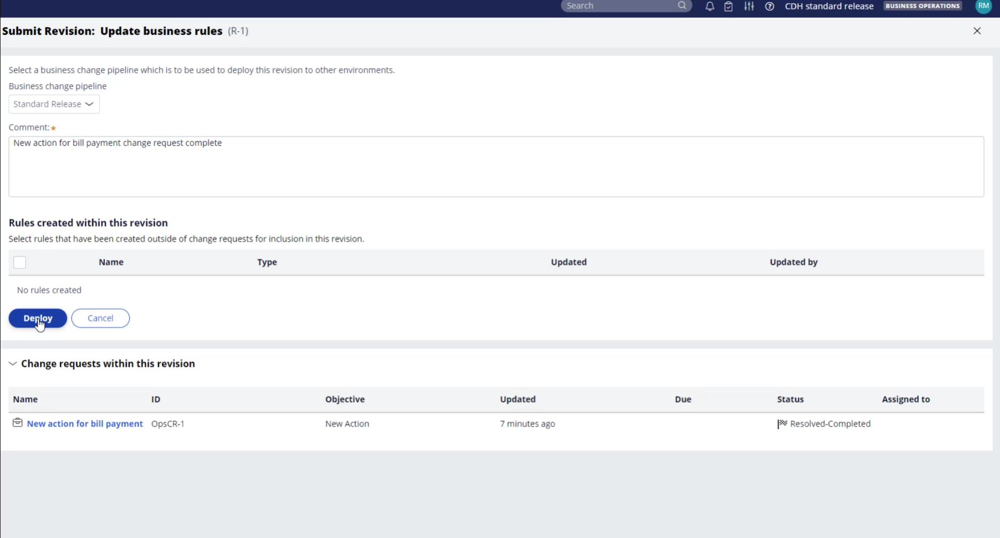 Search
CDH standard release
BUSINESS OPERATIONS
RM
Submit Revision: Update business rules (R-1)
Select a business change pipeline which is to be used to deploy this revision to other environments.
Business change pipeline
Standard Release
Comment:*
New action for bill payment change request complete
Rules created within this revision
Select rules that have been created outside of change requests for inclusion in this revision.
Name Type Updated Updated by
No rules created
Deploy Cancel
Change requests within this revision
Name ID Objective Updated Due Status Assigned to
New action for bill payment OpsCR-1 New Action 7 minutes ago Resolved-Completed